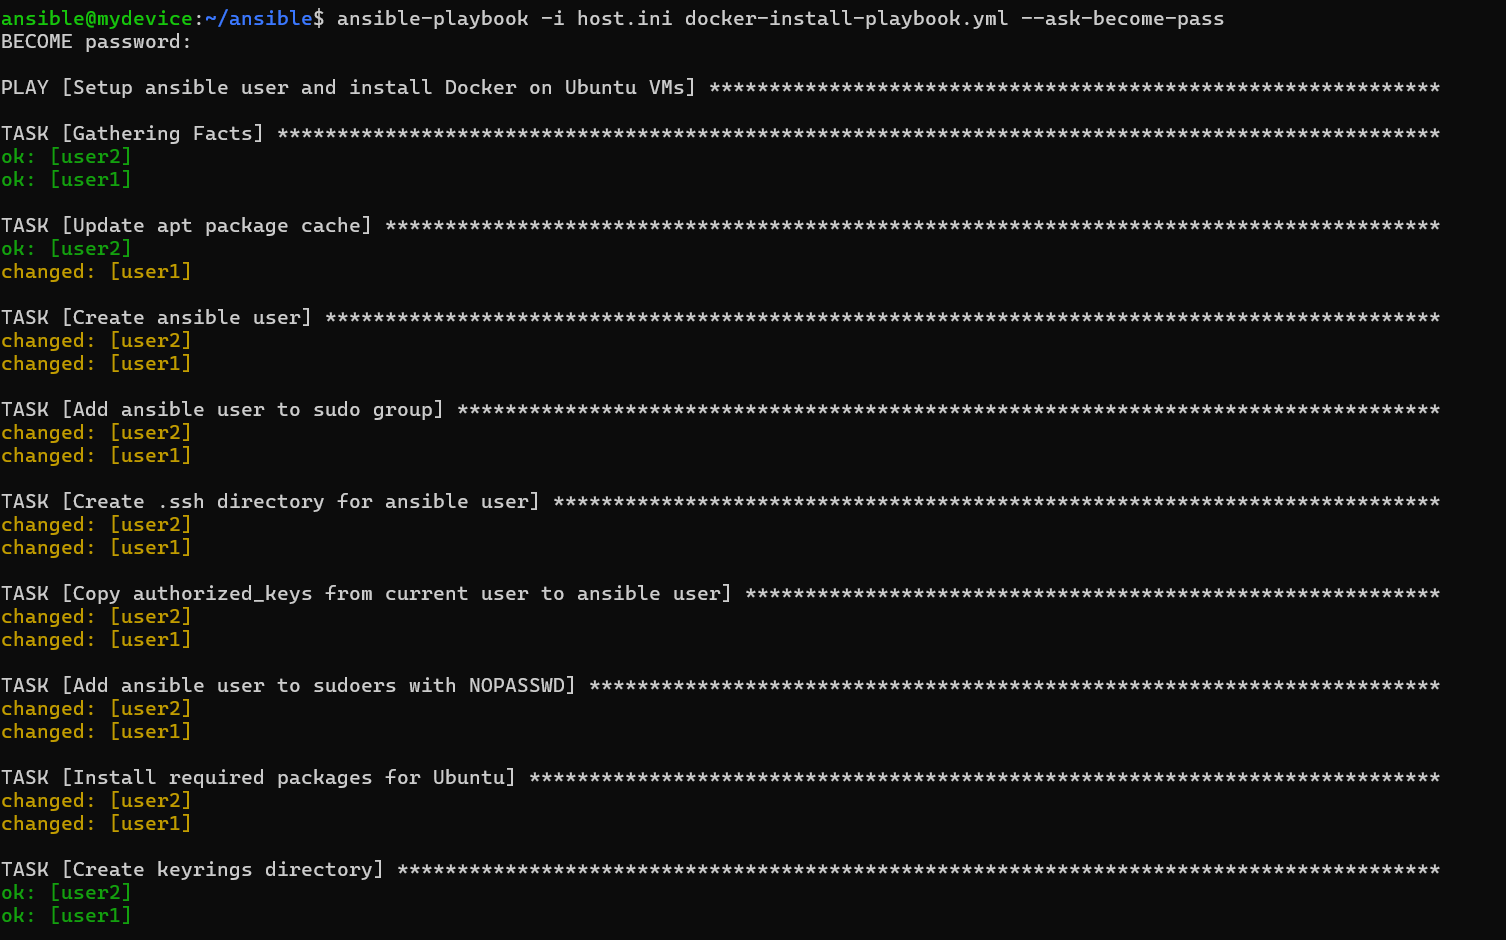 ansible@mydevice:~/ansible$ ansible-playbook -i host.ini docker-install-playbook.yml --ask-become-pass
BECOME password:
PLAY [Setup ansible user and install Docker on Ubuntu VMs] *************************************************************
TASK [Gathering Facts] *************************************************************************************************
ok: [user2]
ok: [user1]
TASK [Update apt package cache] ****************************************************************************************
ok: [user2]
changed: [user1]
TASK [Create ansible user] *********************************************************************************************
changed: [user2]
changed: [user1]
TASK [Add ansible user to sudo group] **********************************************************************************
changed: [user2]
changed: [user1]
TASK [Create .ssh directory for ansible user] **************************************************************************
changed: [user2]
changed: [user1]
TASK [Copy authorized_keys from current user to ansible user] **********************************************************
changed: [user2]
changed: [user1]
TASK [Add ansible user to sudoers with NOPASSWD] ***********************************************************************
changed: [user2]
changed: [user1]
TASK [Install required packages for Ubuntu] ****************************************************************************
changed: [user2]
changed: [user1]
TASK [Create keyrings directory] ***************************************************************************************
ok: [user2]
ok: [user1]